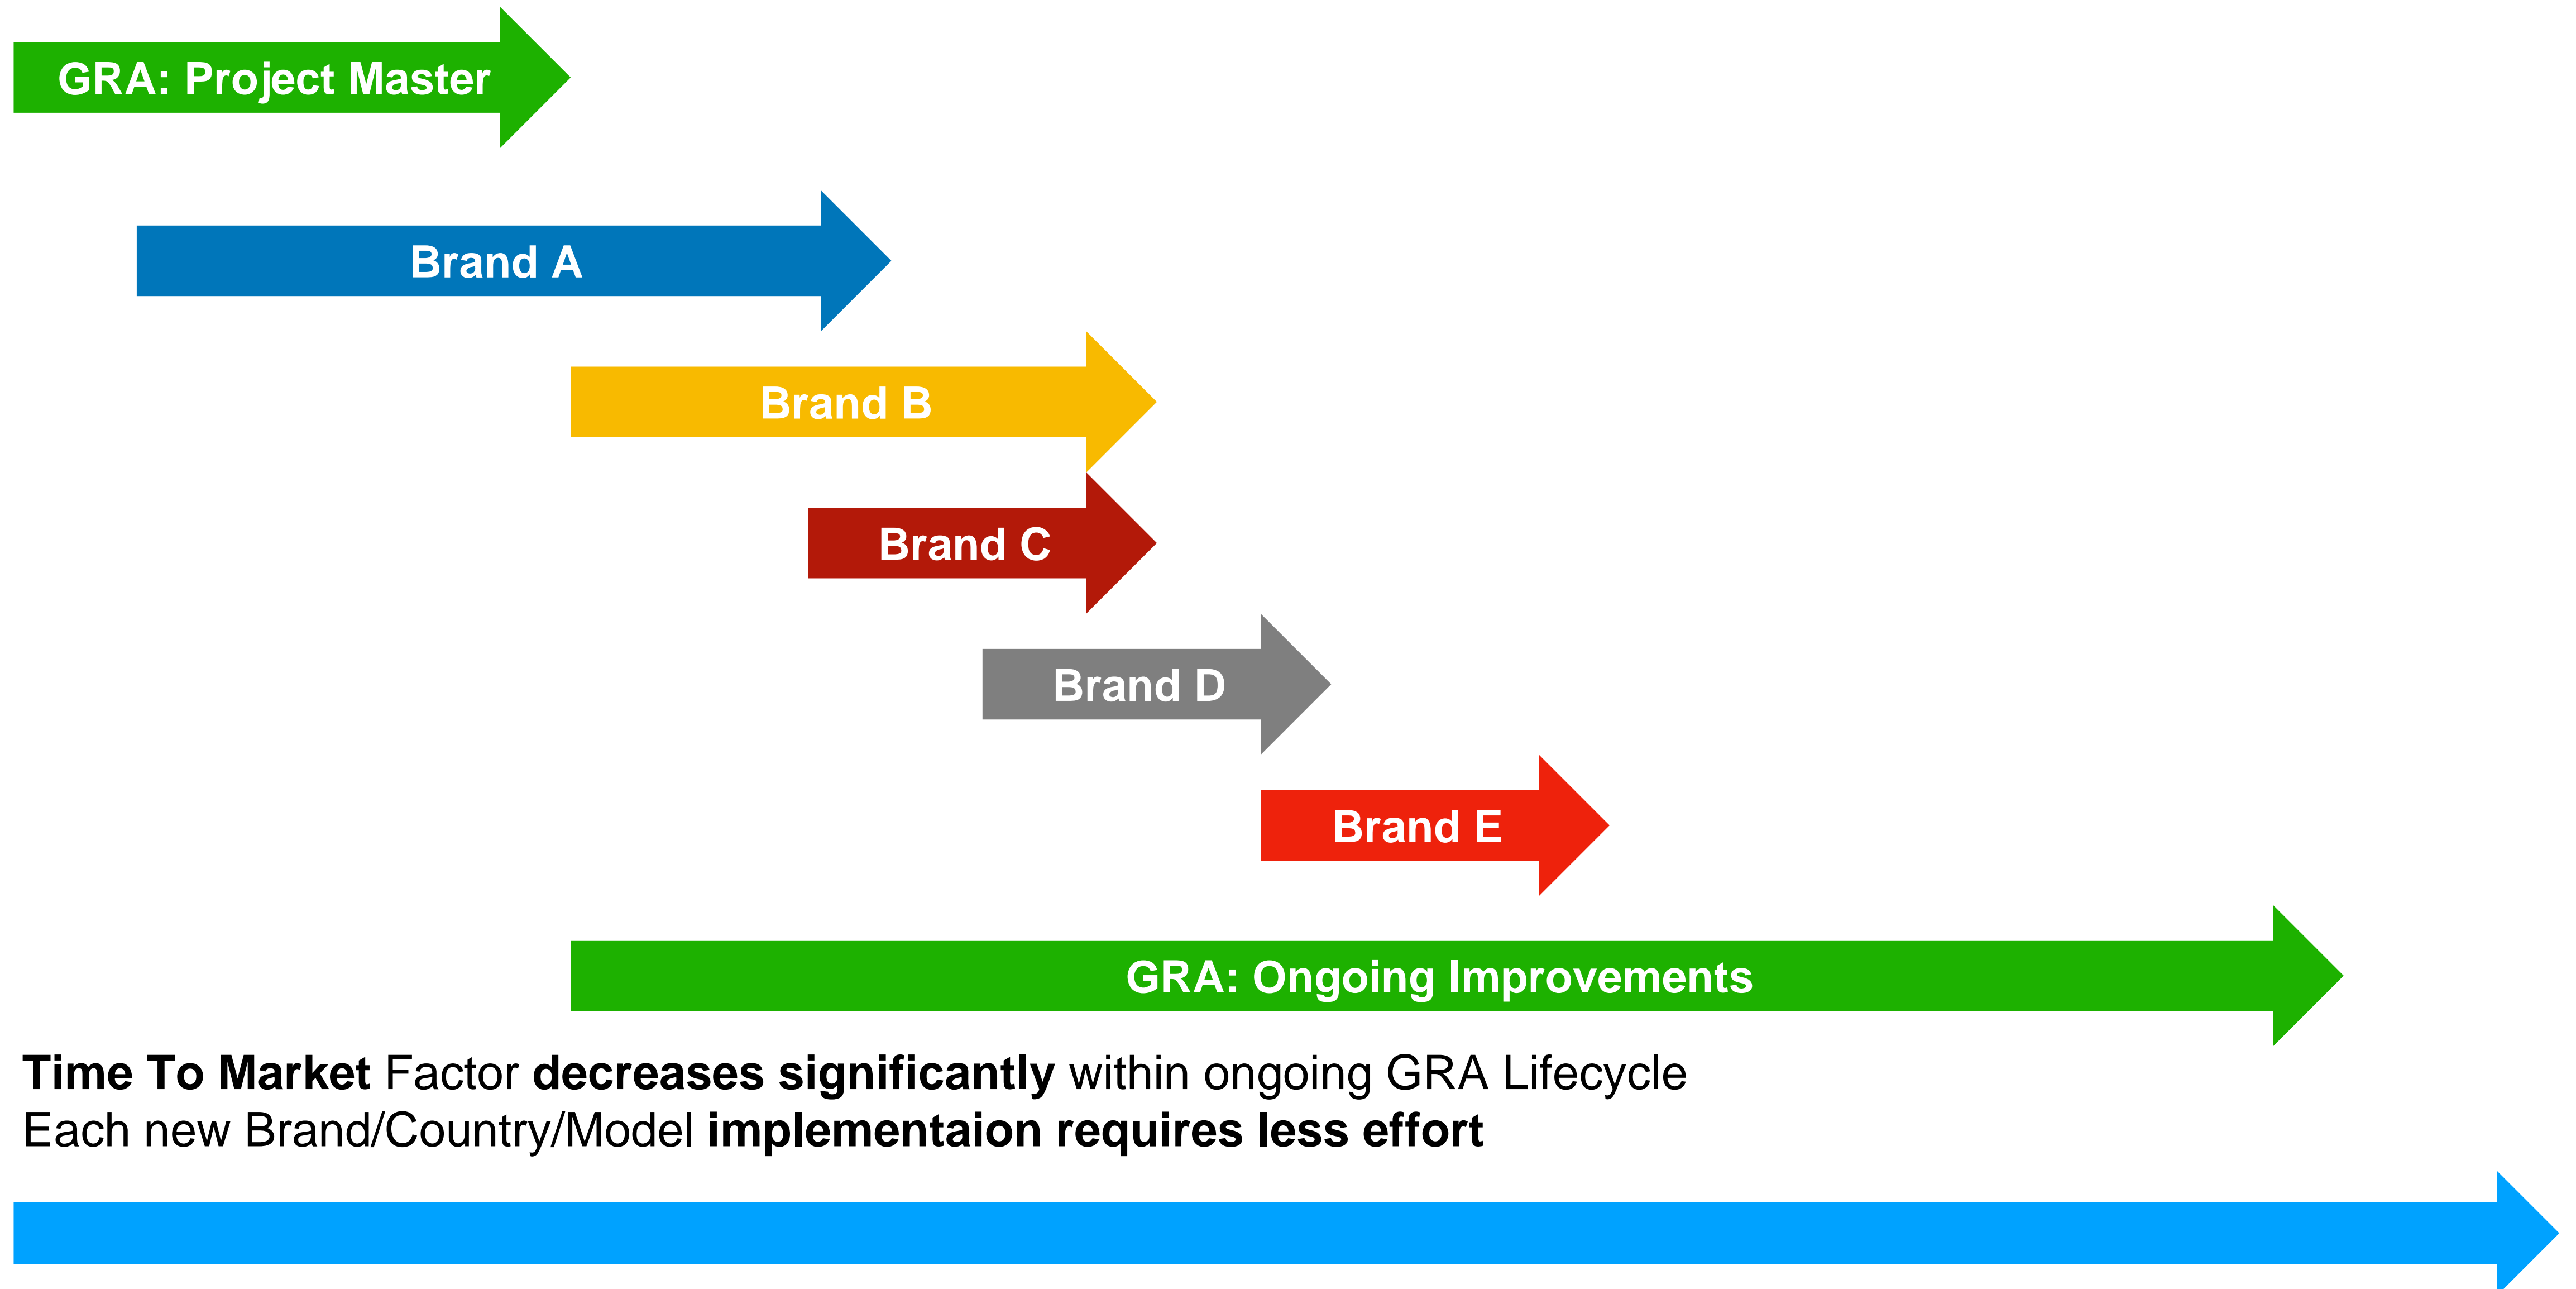 GRA: Project Master
Brand A
Brand B
Brand C
Brand D
Brand E
GRA: Ongoing Improvements
Time To Market Factor decreases significantly within ongoing GRA Lifecycle
Each new Brand/Country/Model implementaion requires less effort